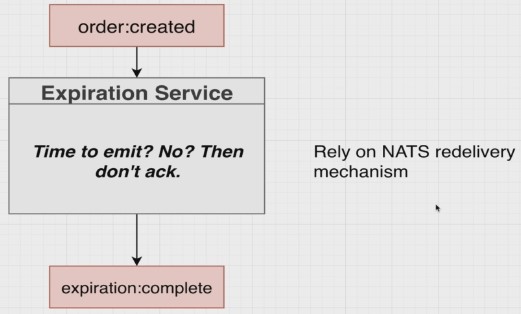 order:created
Expiration Service
Time to emit? No? Then
don't ack.
Rely on NATS redelivery
mechanism
expiration:complete